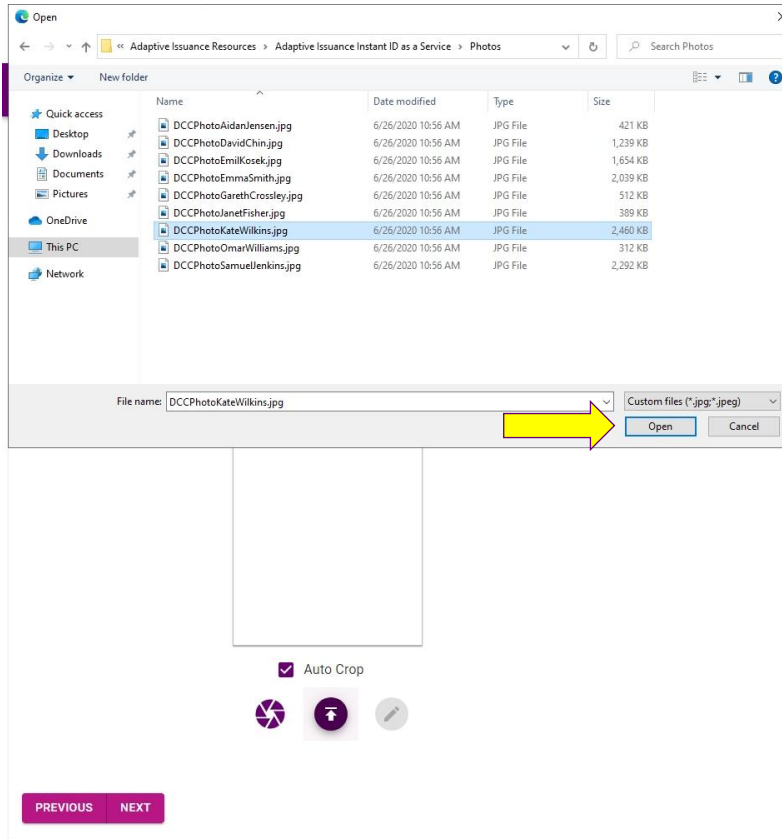 Open
« Adaptive Issuance Resources > Adaptive Issuance Instant ID as a Service > Photos
Search Photos
Organize New folder
Name Date modified Type Size
Quick access
Desktop
Downloads
Documents
Pictures
OneDrive
This PC
Network
DCCPhotoAidanJensen.jpg 6/26/2020 10:56 AM JPG File 421 KB
DCCPhotoDavidChin.jpg 6/26/2020 10:56 AM JPG File 1,239 KB
DCCPhotoEmilKosek.jpg 6/26/2020 10:56 AM JPG File 1,654 KB
DCCPhotoEmmaSmith.jpg 6/26/2020 10:56 AM JPG File 2,039 KB
DCCPhotoGarethCrossley.jpg 6/26/2020 10:56 AM JPG File 512 KB
DCCPhotoJanetFisher.jpg 6/26/2020 10:56 AM JPG File 389 KB
DCCPhotoKateWilkins.jpg 6/26/2020 10:56 AM JPG File 2,460 KB
DCCPhotoOmarWilliams.jpg 6/26/2020 10:56 AM JPG File 312 KB
DCCPhotoSamuelJenkins.jpg 6/26/2020 10:56 AM JPG File 2,292 KB
File name: DCCPhotoKateWilkins.jpg Custom files (*.jpg;*.jpeg)
Open Cancel
Auto Crop
PREVIOUS NEXT